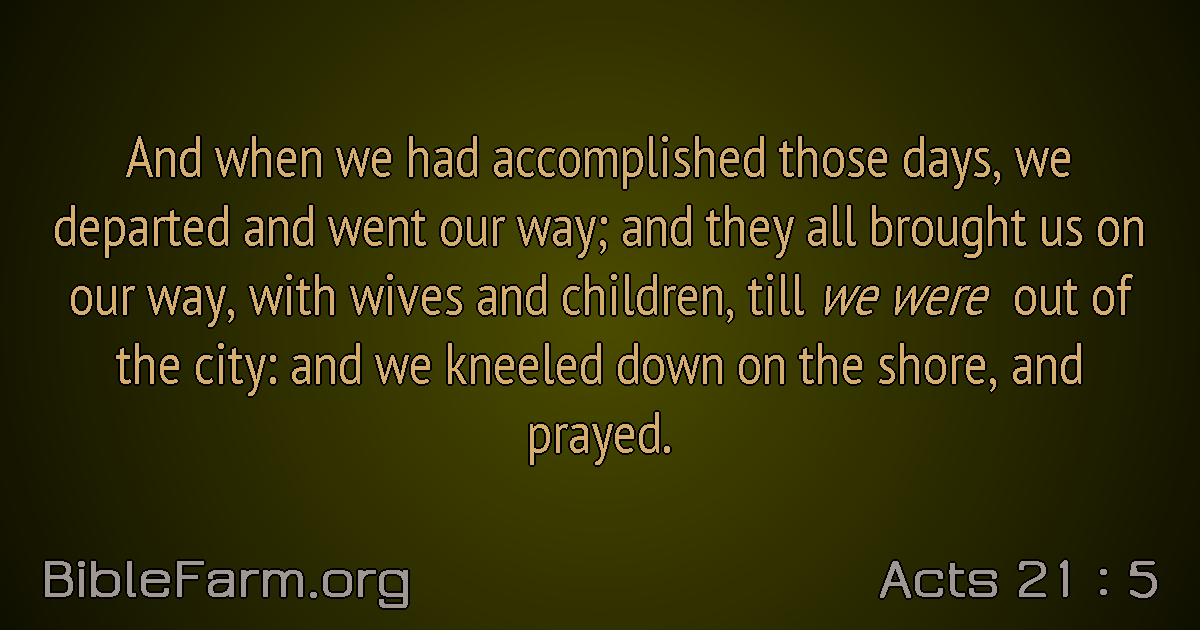 And when we had accomplished those days, we
departed and went our way; and they all brought us on
our way, with wives and children, till we were out of
the city: and we kneeled down on the shore, and
prayed.
BibleFarm.org
Acts 21 : 5